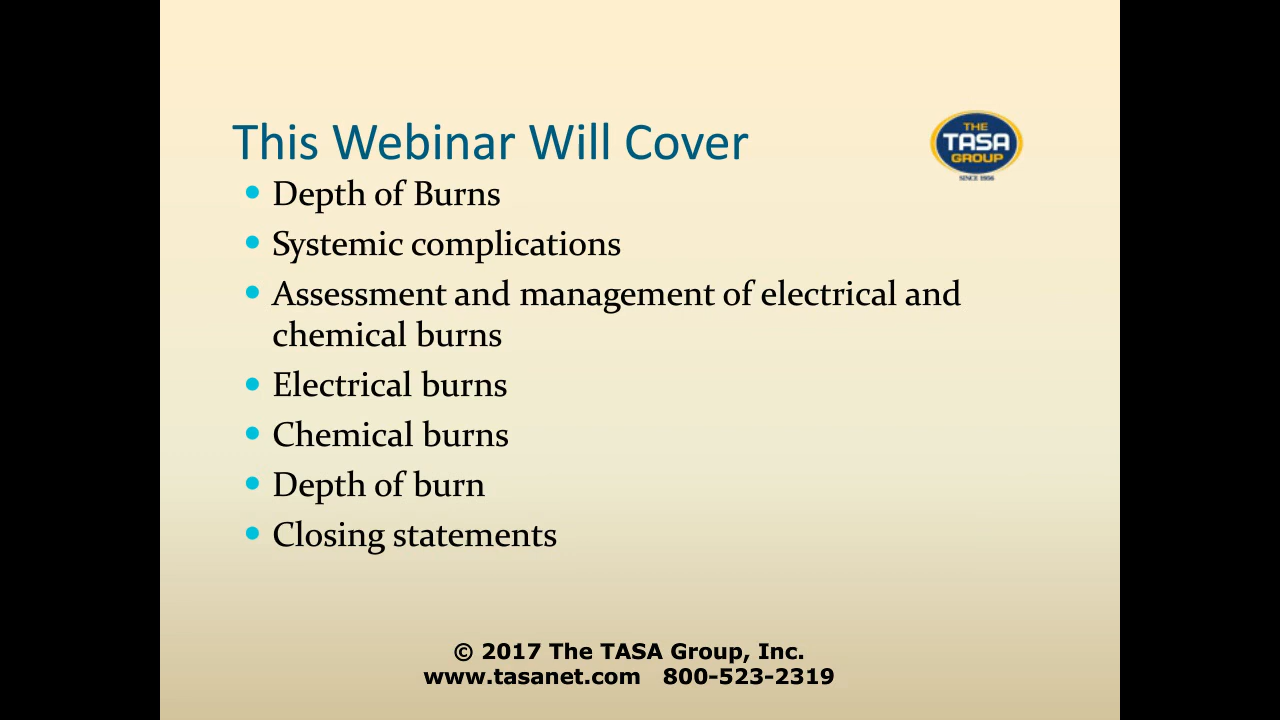 This Webinar Will Cover
THE
TASA
GROUP
SINCE 1956
• Depth of Burns
• Systemic complications
• Assessment and management of electrical and
chemical burns
• Electrical burns
• Chemical burns
• Depth of burn
• Closing statements
© 2017 The TASA Group, Inc.
www.tasanet.com 800-523-2319